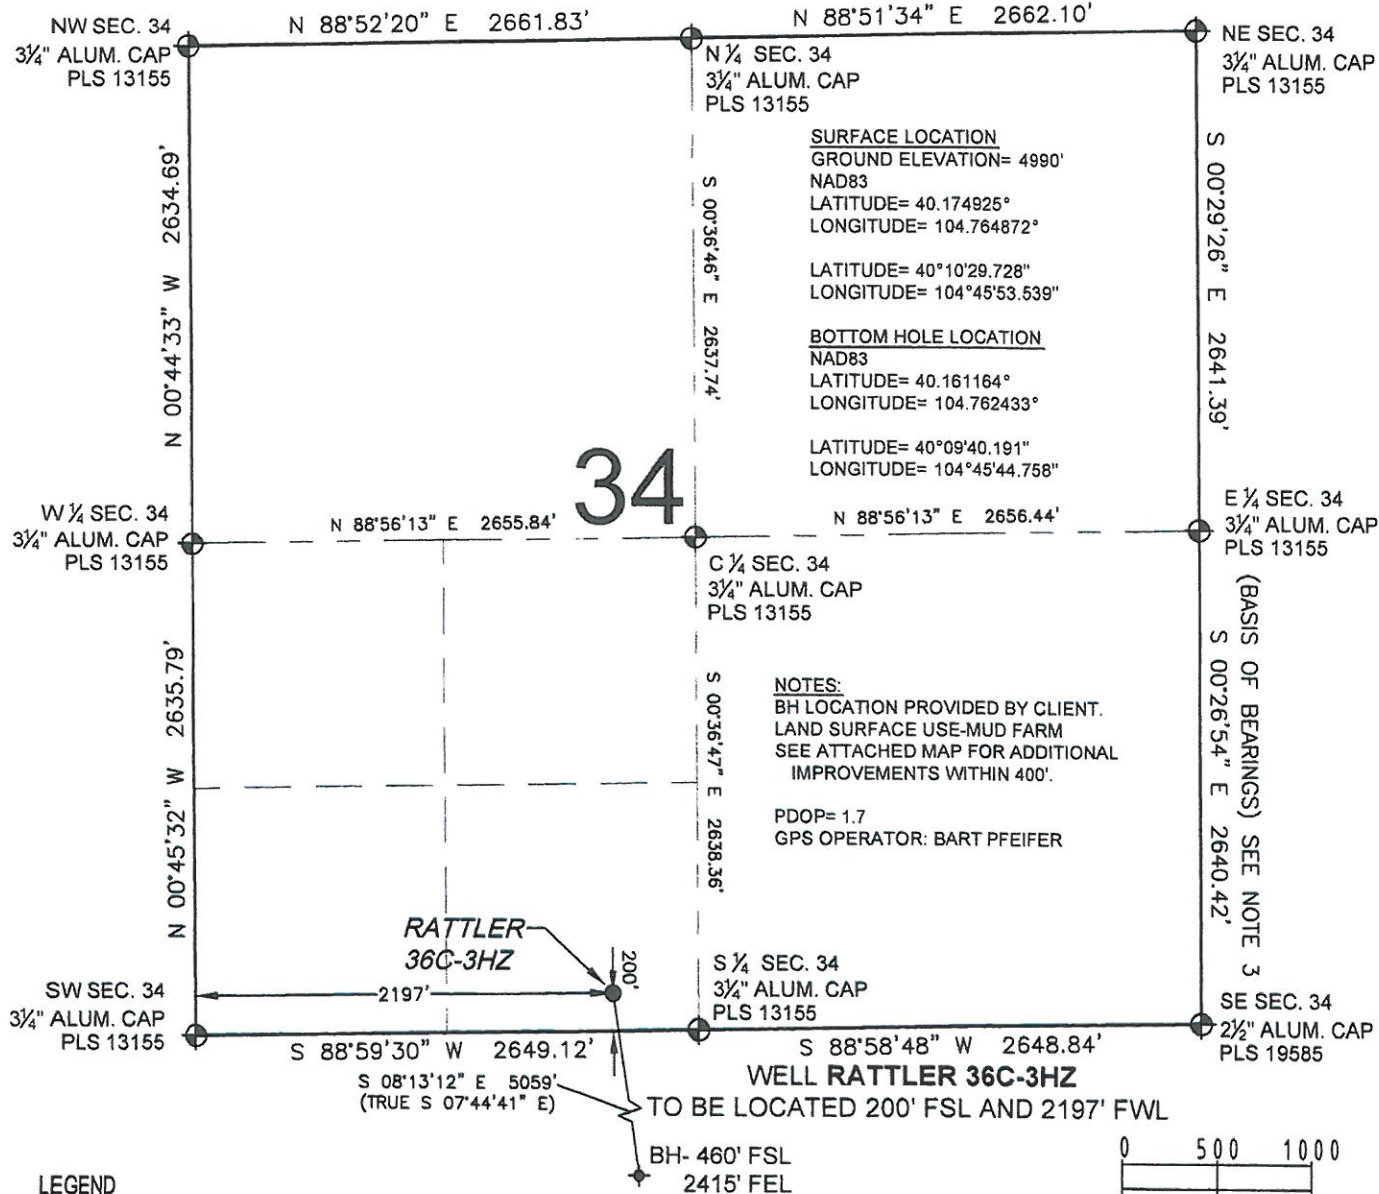 N 88°52'20" E 2661.83'
N 88°51'34" E 2662.10'
NW SEC. 34
3¼" ALUM. CAP
PLS 13155
N ¼ SEC. 34
3¼" ALUM. CAP
PLS 13155
NE SEC. 34
3¼" ALUM. CAP
PLS 13155
N 00°44'33" W 2634.69'
S 00°36'46" E 2637.74'
SURFACE LOCATION
GROUND ELEVATION= 4990'
NAD83
LATITUDE= 40.174925°
LONGITUDE= 104.764872°
LATITUDE= 40°10'29.728"
LONGITUDE= 104°45'53.539"
BOTTOM HOLE LOCATION
NAD83
LATITUDE= 40.161164°
LONGITUDE= 104.762433°
LATITUDE= 40°09'40.191"
LONGITUDE= 104°45'44.758"
S 00°29'26" E 2641.39'
34
W ¼ SEC. 34
3¼" ALUM. CAP
PLS 13155
N 88°56'13" E 2655.84'
N 88°56'13" E 2656.44'
E ¼ SEC. 34
3¼" ALUM. CAP
PLS 13155
C ¼ SEC. 34
3¼" ALUM. CAP
PLS 13155
N 00°45'32" W 2635.79'
S 00°36'47" E 2638.36'
NOTES:
BH LOCATION PROVIDED BY CLIENT.
LAND SURFACE USE-MUD FARM
SEE ATTACHED MAP FOR ADDITIONAL
IMPROVEMENTS WITHIN 400'.
PDOP= 1.7
GPS OPERATOR: BART PFEIFER
S 00°26'54" E 2640.42'
(BASIS OF BEARINGS) SEE NOTE 3
RATTLER
36C-3HZ
200'
2197'
SW SEC. 34
3¼" ALUM. CAP
PLS 13155
S ¼ SEC. 34
3¼" ALUM. CAP
PLS 13155
SE SEC. 34
2½" ALUM. CAP
PLS 19585
S 88°59'30" W 2649.12'
S 88°58'48" W 2648.84'
S 08°13'12" E 5059'
(TRUE S 07°44'41" E)
WELL RATTLER 36C-3HZ
TO BE LOCATED 200' FSL AND 2197' FWL
BH- 460' FSL
2415' FEL
0 500 1000
LEGEND